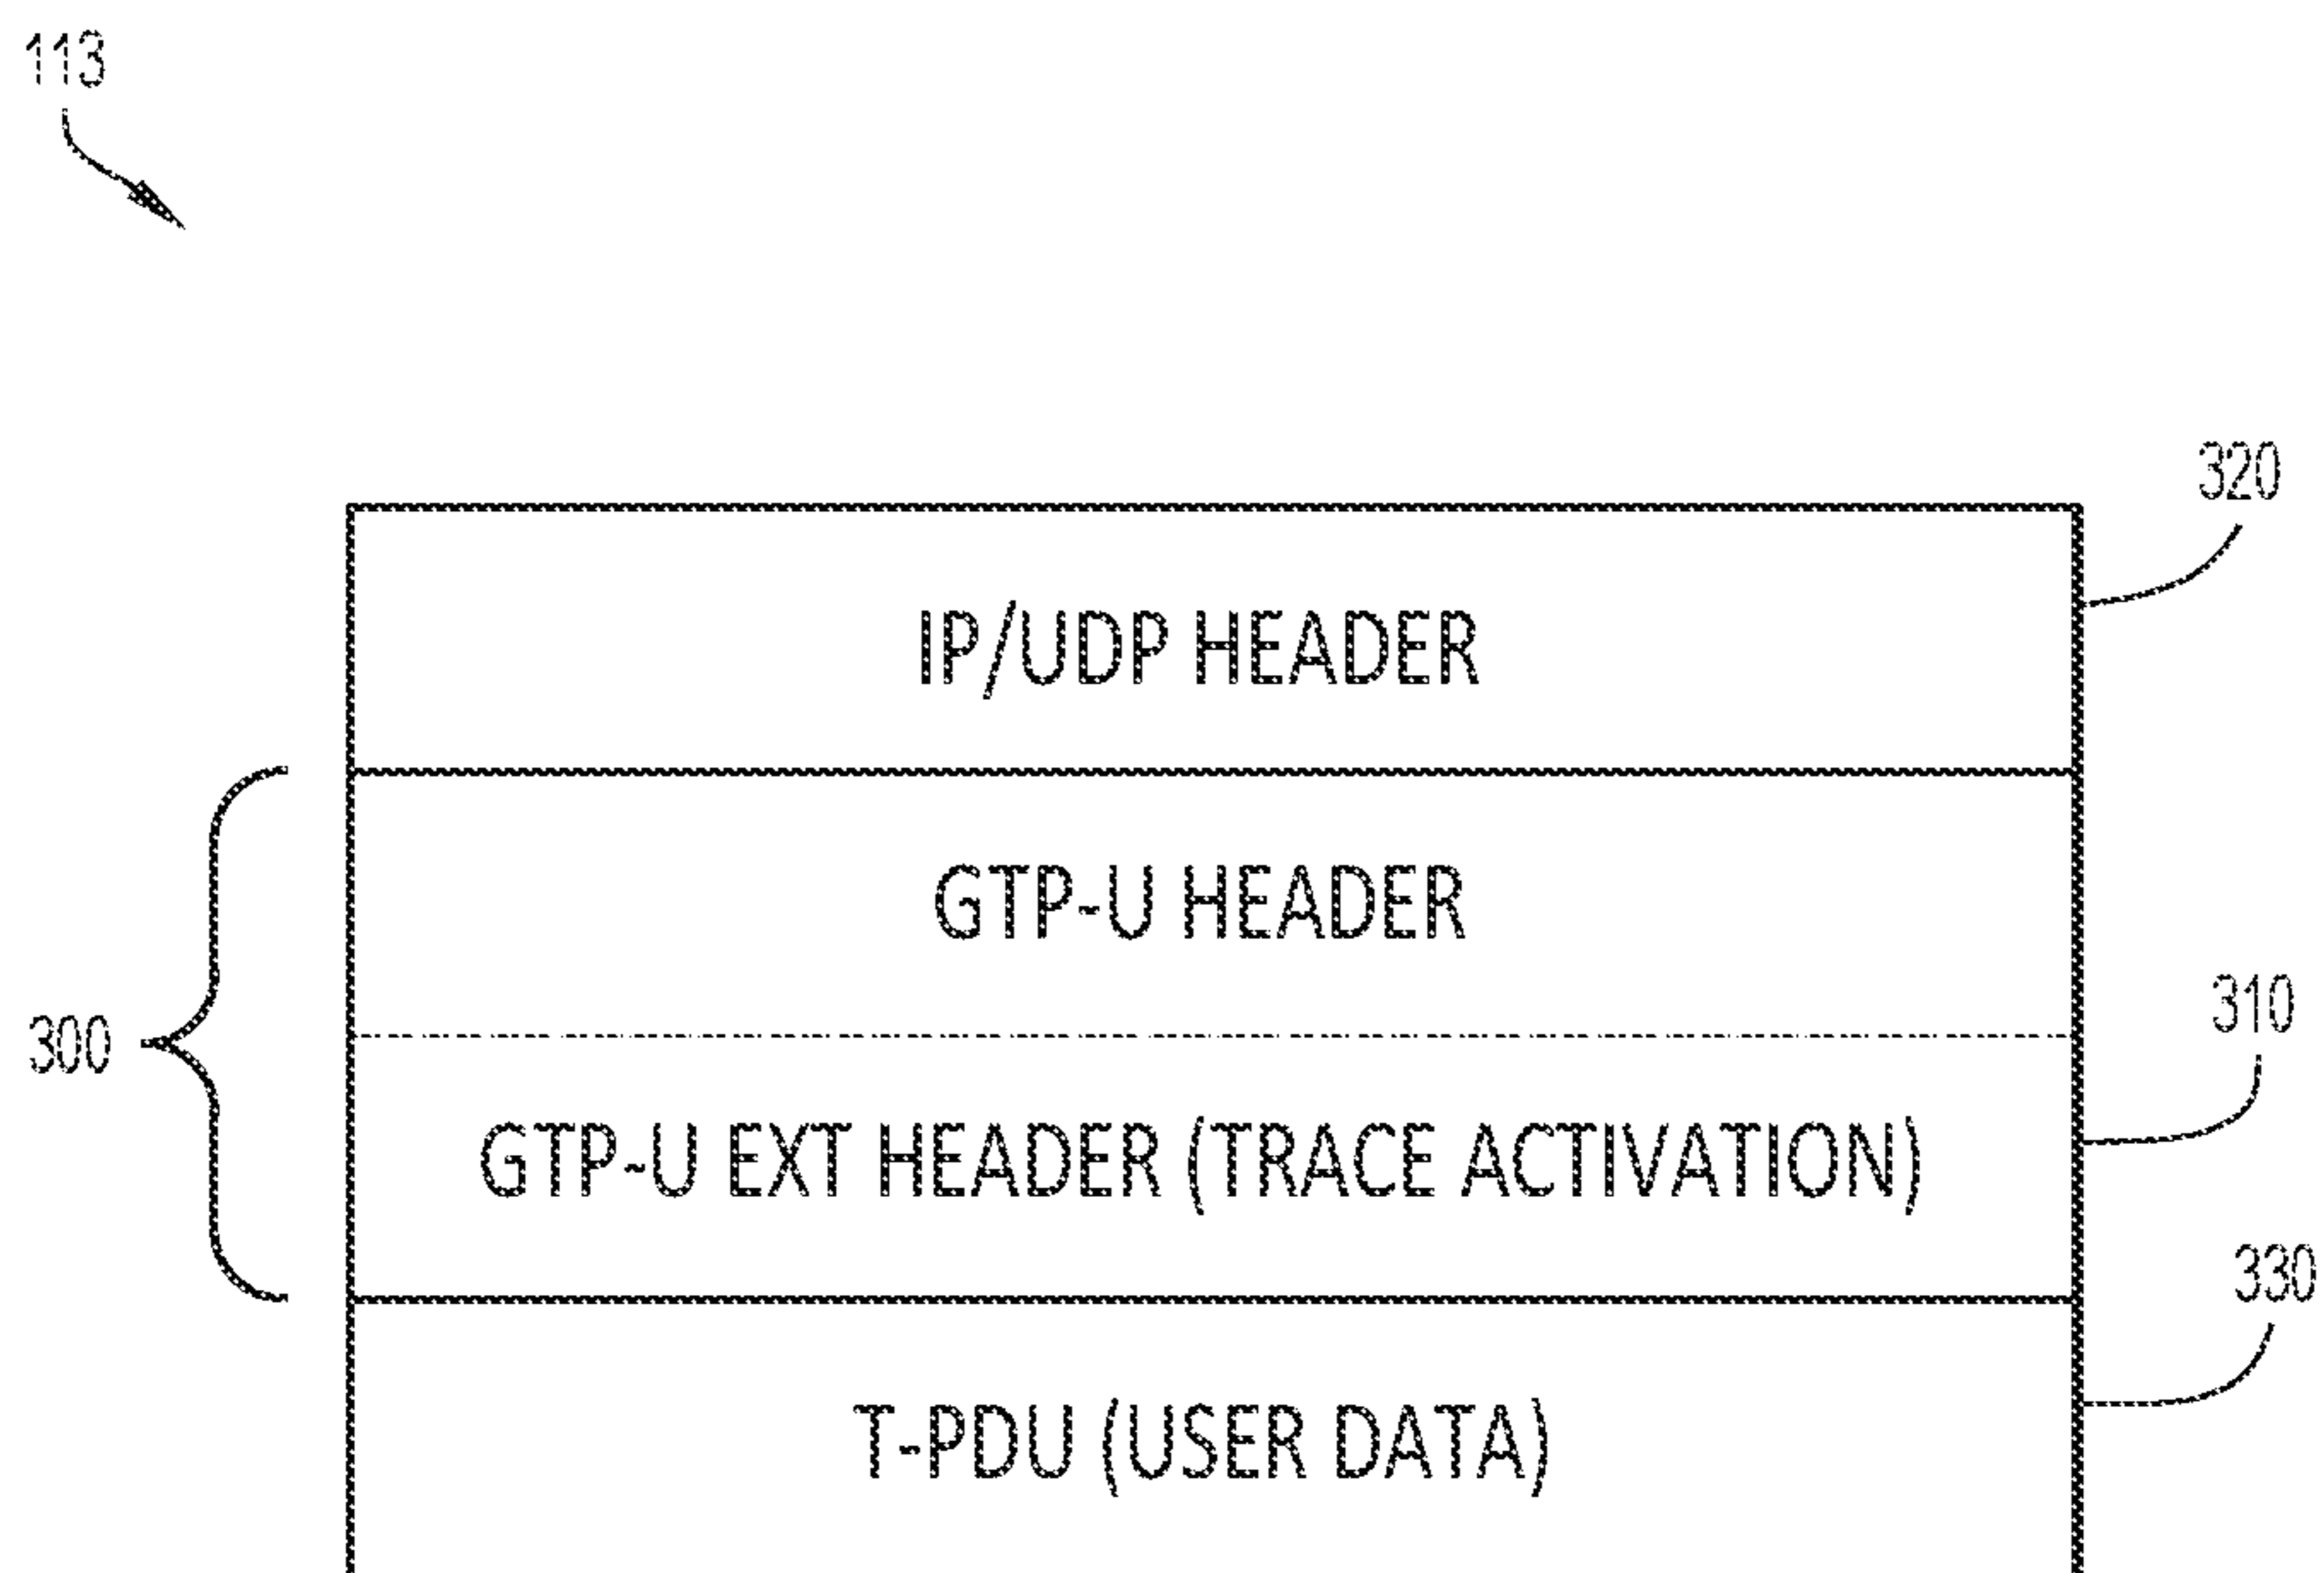 113
320
IP/UDP HEADER
GTP-U HEADER
310
300
GTP-U EXT HEADER (TRACE ACTIVATION)
330
T-PDU (USER DATA)